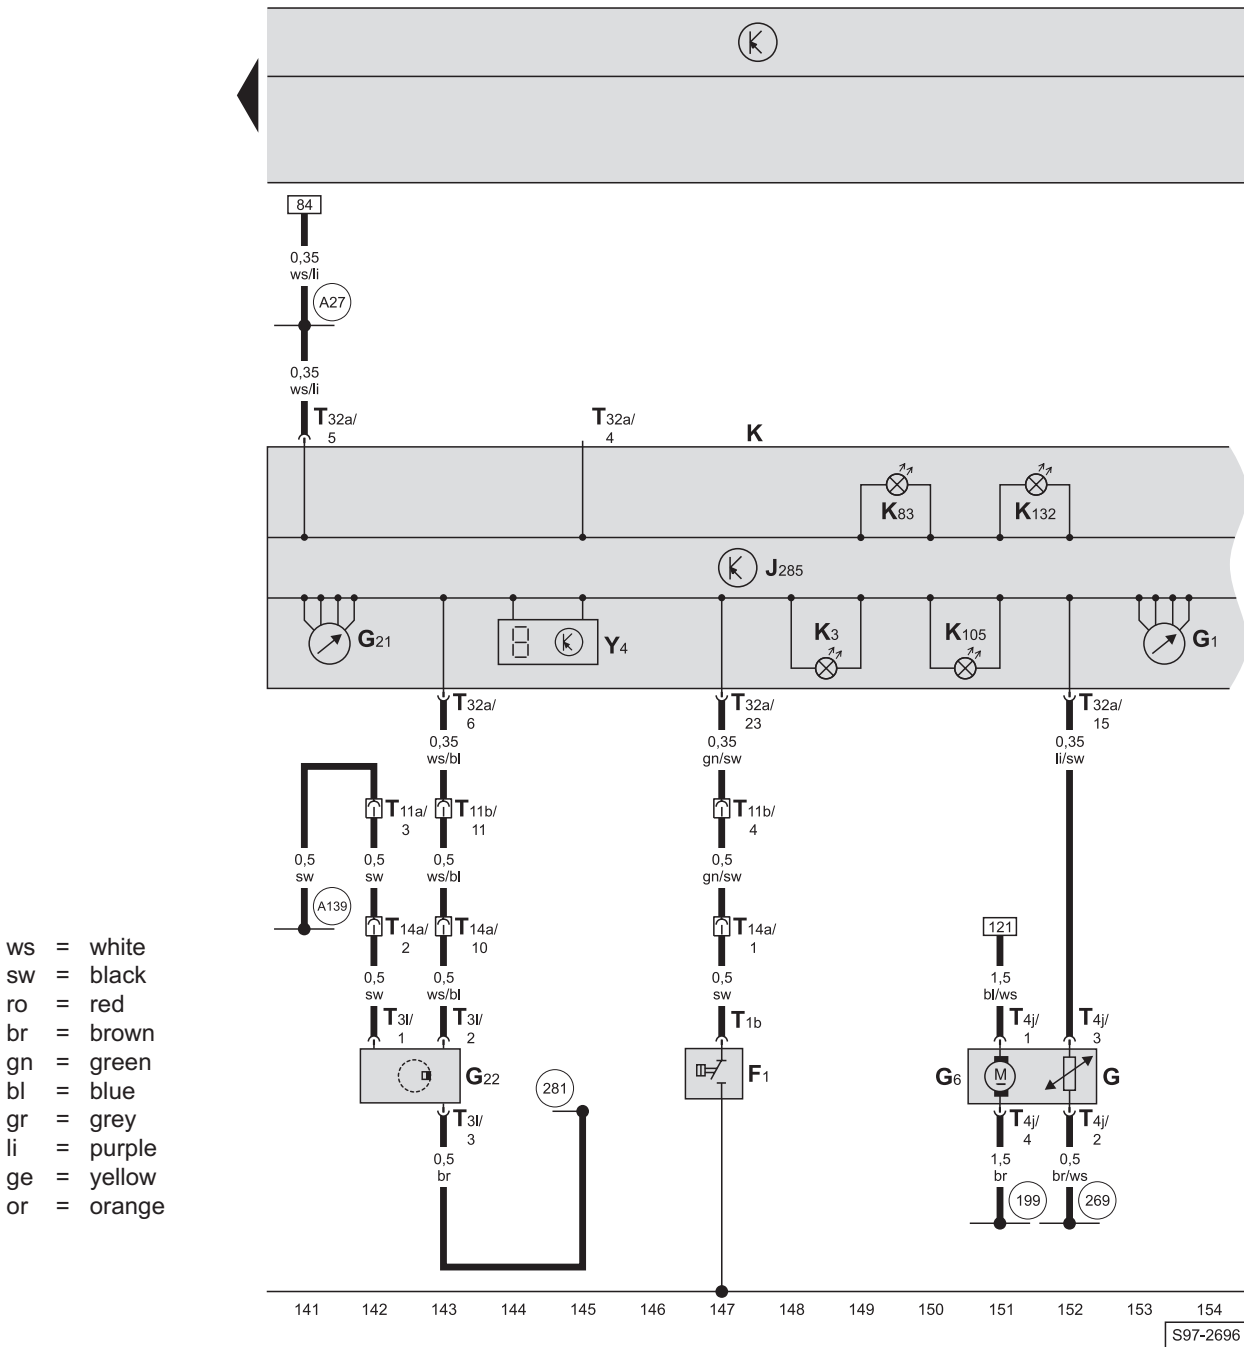 84
0,35
ws/li
A27
0,35
ws/li
T32a/
5
T32a/
4
K
K83
K132
J285
G21
Y4
K3
K105
G1
T32a/
6
T32a/
23
T32a/
15
0,35
ws/bl
0,35
gn/sw
0,35
li/sw
T11a/
3
T11b/
11
T11b/
4
0,5
sw
0,5
sw
0,5
ws/bl
0,5
gn/sw
A139
T14a/
2
T14a/
10
T14a/
1
121
0,5
sw
0,5
ws/bl
0,5
sw
1,5
bl/ws
T3l/
1
T3l/
2
T1b
T4j/
1
T4j/
3
G22
F1
G6
M
G
281
T3l/
3
T4j/
4
T4j/
2
0,5
br
1,5
br
0,5
br/ws
199
269
ws = white
sw = black
ro = red
br = brown
gn = green
bl = blue
gr = grey
li = purple
ge = yellow
or = orange
141 142 143 144 145 146 147 148 149 150 151 152 153 154
S97-2696